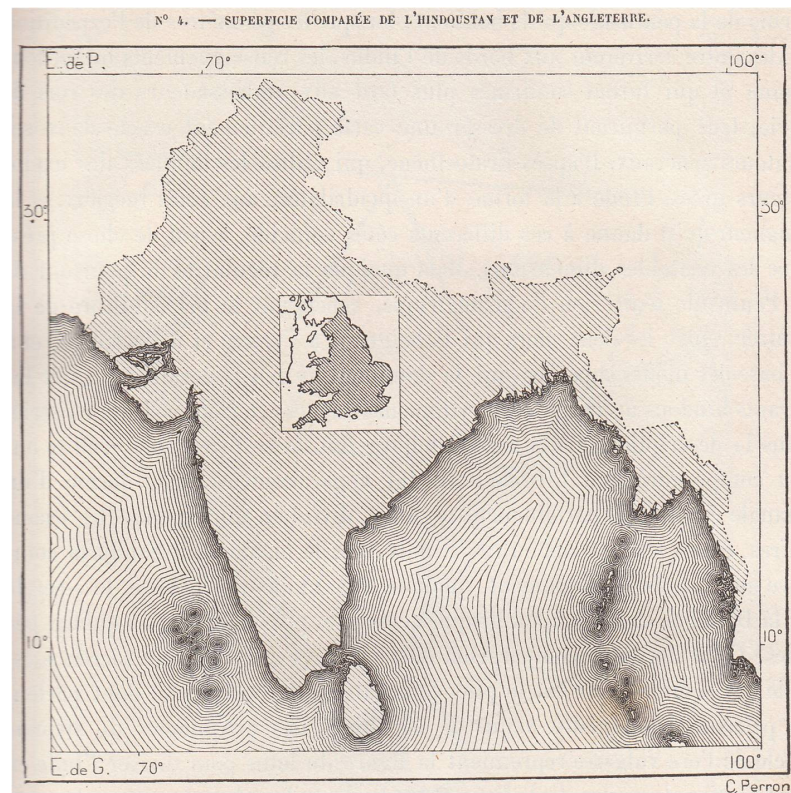 N° 4. — SUPERFICIE COMPARÉE DE L'HINDOUSTAN ET DE L'ANGLETERRE.
E. de P. 70° 100°
30° 30°
10° 10°
E. de G. 70° 100°
C. Perron